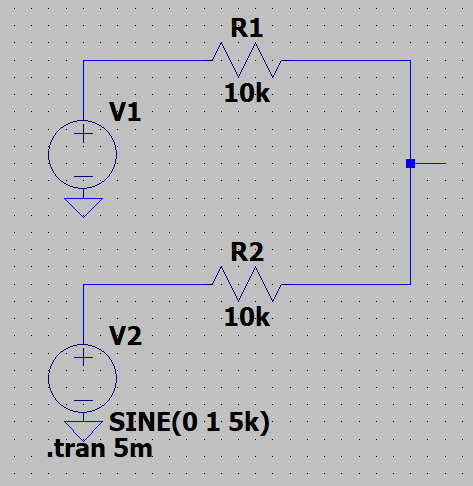 R1
10k
V1
R2
10k
V2
SINE(0 1 5k)
.tran 5m